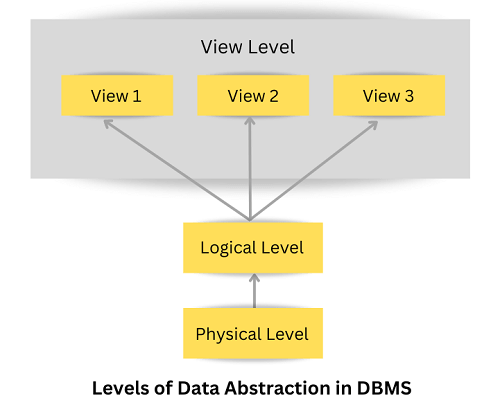 View Level
View 1
View 2
View 3
Logical Level
Physical Level
Levels of Data Abstraction in DBMS